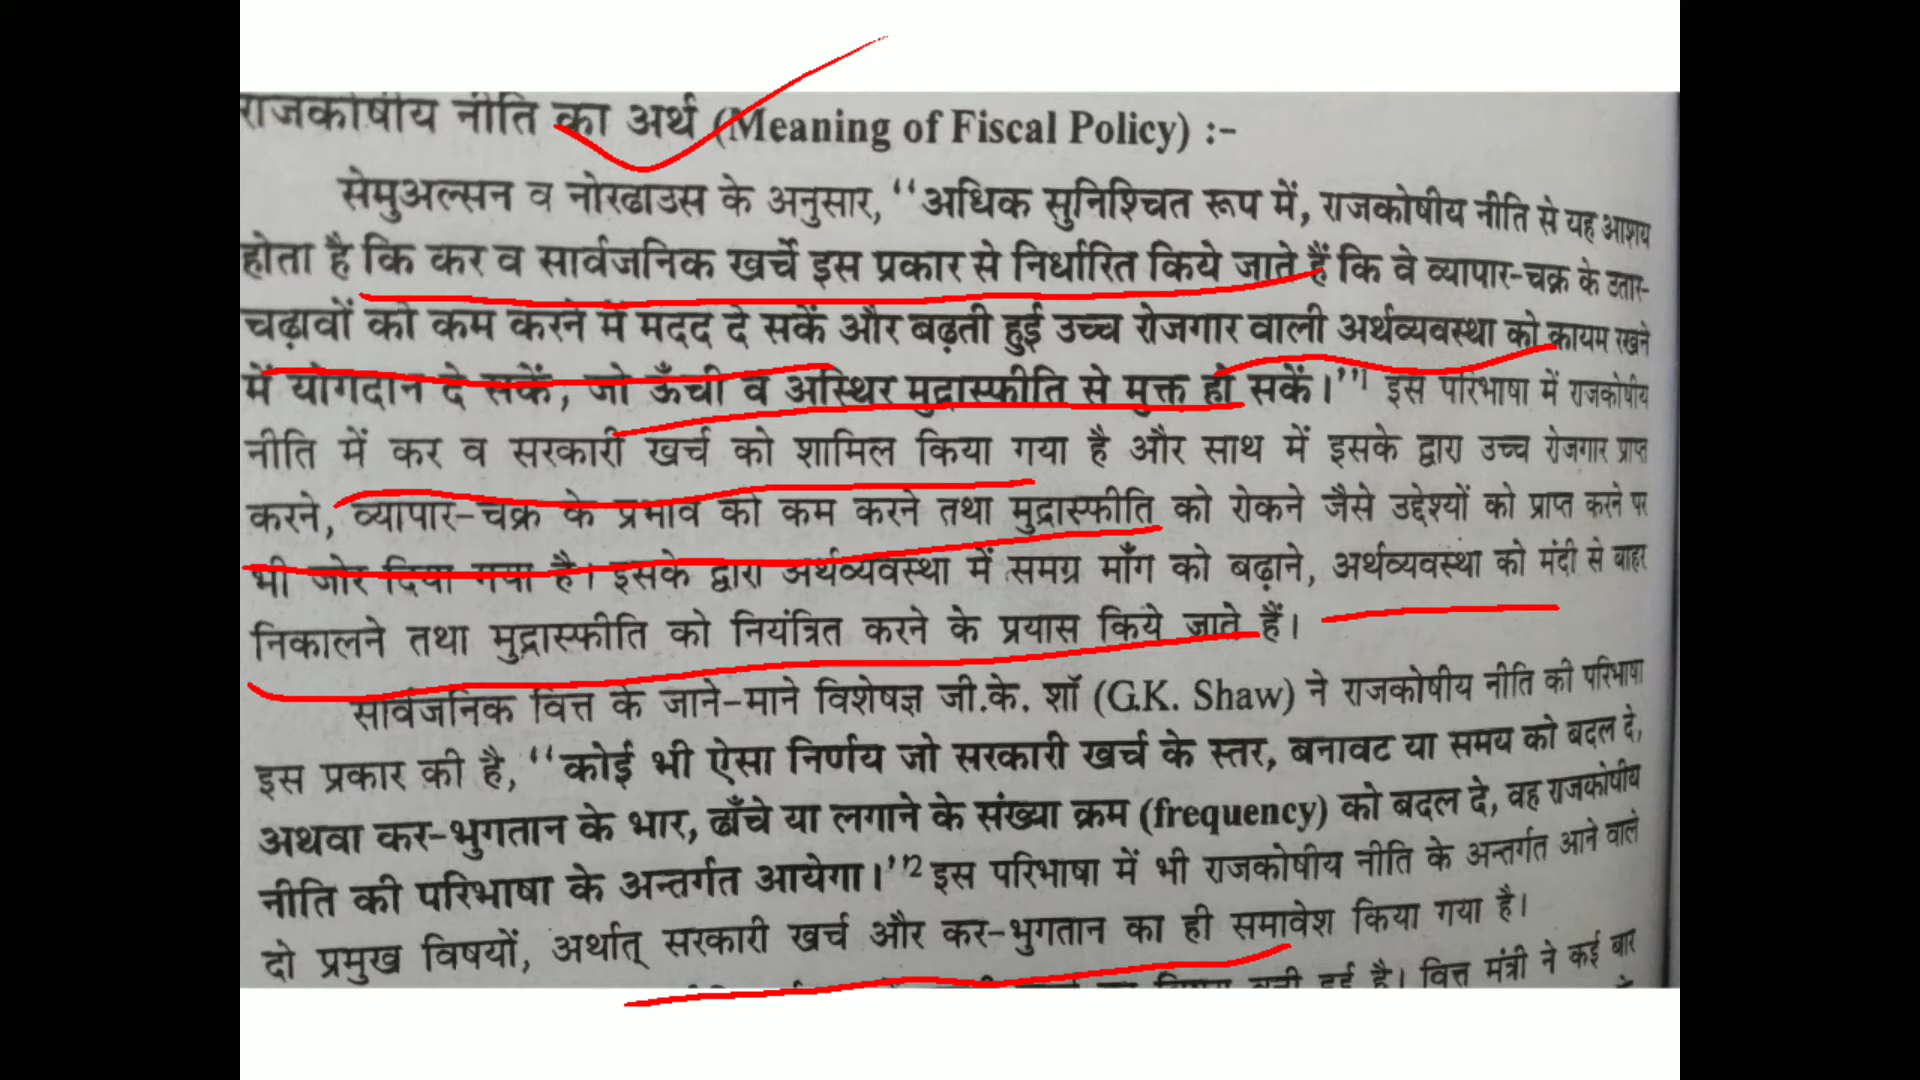 राजकोषीय नीति का अर्थ (Meaning of Fiscal Policy) :-
सेमुअल्सन व नोरढाउस के अनुसार, “अधिक सुनिश्चित रूप में, राजकोषीय नीति से यह आशय
होता है कि कर व सार्वजनिक खर्चे इस प्रकार से निर्धारित किये जाते हैं कि वे व्यापार-चक्र के उतार-
चढ़ावों को कम करने में मदद दे सकें और बढ़ती हुई उच्च रोजगार वाली अर्थव्यवस्था को कायम रखने
में योगदान दे सकें, जो ऊँची व अस्थिर मुद्रास्फीति से मुक्त हो सकें।”1 इस परिभाषा में राजकोषीय
नीति में कर व सरकारी खर्च को शामिल किया गया है और साथ में इसके द्वारा उच्च रोजगार प्राप्त
करने, व्यापार-चक्र के प्रभाव को कम करने तथा मुद्रास्फीति को रोकने जैसे उद्देश्यों को प्राप्त करने पर
भी जोर दिया गया है। इसके द्वारा अर्थव्यवस्था में समग्र माँग को बढ़ाने, अर्थव्यवस्था को मंदी से बाहर
निकालने तथा मुद्रास्फीति को नियंत्रित करने के प्रयास किये जाते हैं।
सार्वजनिक वित्त के जाने-माने विशेषज्ञ जी.के. शॉ (G.K. Shaw) ने राजकोषीय नीति की परिभाषा
इस प्रकार की है, “कोई भी ऐसा निर्णय जो सरकारी खर्च के स्तर, बनावट या समय को बदल दे,
अथवा कर-भुगतान के भार, ढाँचे या लगाने के संख्या क्रम (frequency) को बदल दे, वह राजकोषीय
नीति की परिभाषा के अन्तर्गत आयेगा।”2 इस परिभाषा में भी राजकोषीय नीति के अन्तर्गत आने वाले
दो प्रमुख विषयों, अर्थात् सरकारी खर्च और कर-भुगतान का ही समावेश किया गया है।
हुई है। वित्त मंत्री ने कई बार